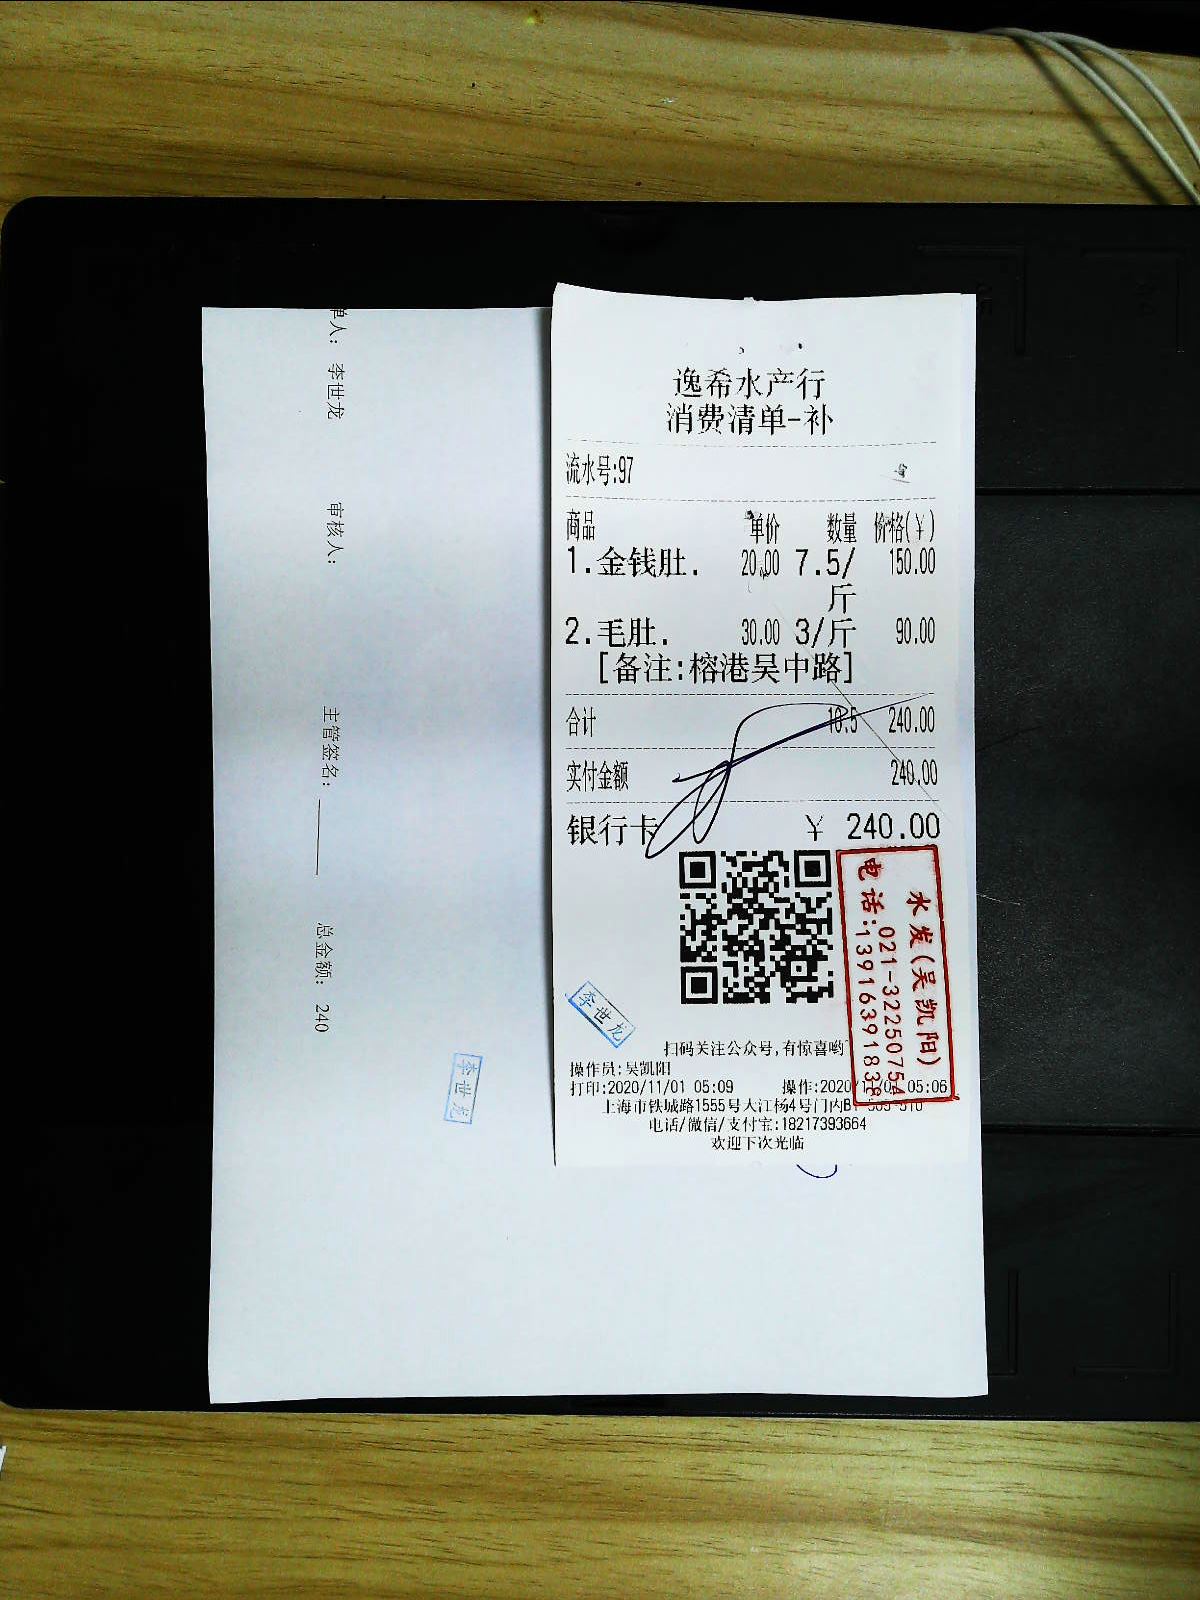 逸希水产行
消费清单-补
流水号:97
商品 单价 数量 价格(¥)
1.金钱肚. 20.00 7.5/斤 150.00
2.毛肚. 30.00 3/斤 90.00
[备注:榕港吴中路]
合计 10.5 240.00
实付金额 240.00
银行卡 ¥ 240.00
永发(吴凯阳)
021-32250754
电话:13916391838
李世龙
扫码关注公众号,有惊喜哟
操作员:吴凯阳
打印:2020/11/01 05:09 操作:2020/11/01 05:06
上海市铁城路1555号大江杨4号门内B1-509-510
电话/微信/支付宝:18217393664
欢迎下次光临
单人: 李世龙 审核人: 主管签名: 总金额: 240
李世龙